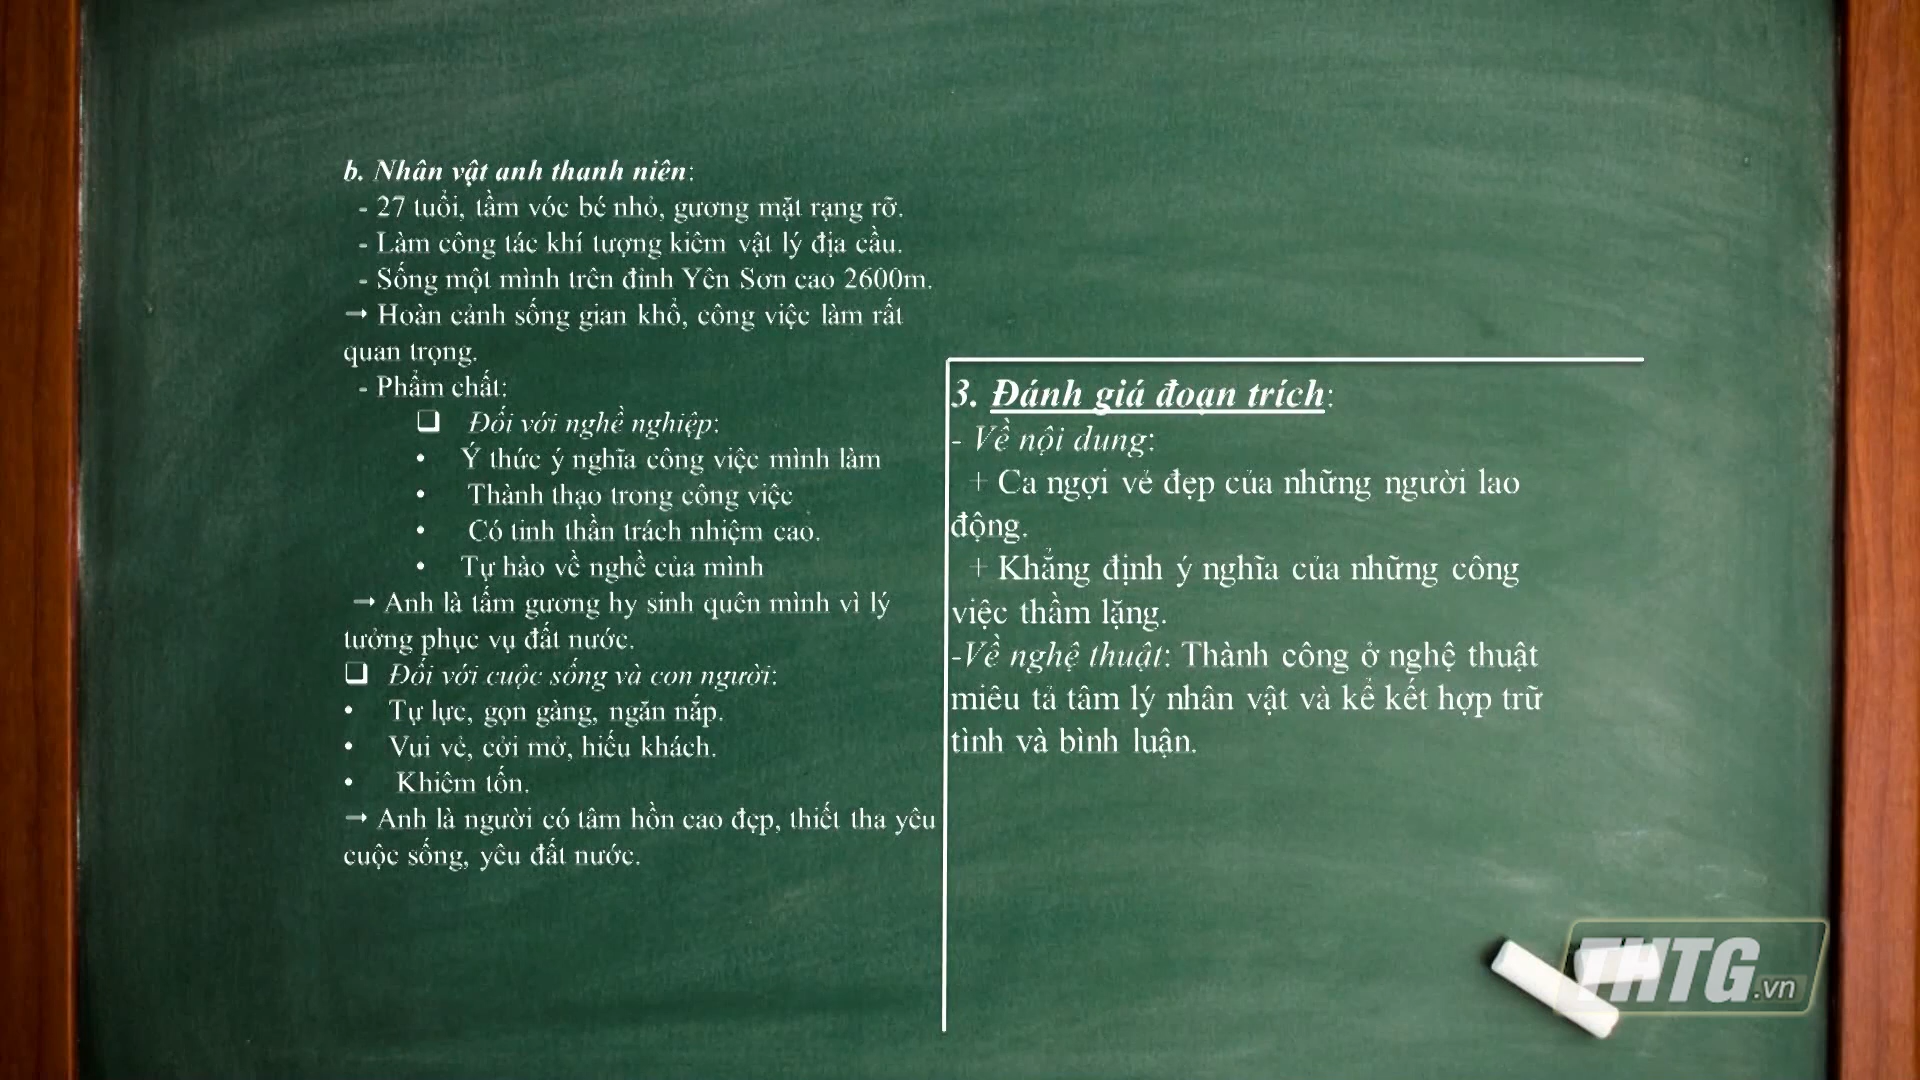 b. Nhân vật anh thanh niên:
- 27 tuổi, tầm vóc bé nhỏ, gương mặt rạng rỡ.
- Làm công tác khí tượng kiêm vật lý địa cầu.
- Sống một mình trên đỉnh Yên Sơn cao 2600m.
→ Hoàn cảnh sống gian khổ, công việc làm rất
quan trọng.
- Phẩm chất:
❑ Đối với nghề nghiệp:
• Ý thức ý nghĩa công việc mình làm
• Thành thạo trong công việc
• Có tinh thần trách nhiệm cao.
• Tự hào về nghề của mình
→ Anh là tấm gương hy sinh quên mình vì lý
tưởng phục vụ đất nước.
❑ Đối với cuộc sống và con người:
• Tự lực, gọn gàng, ngăn nắp.
• Vui vẻ, cởi mở, hiếu khách.
• Khiêm tốn.
→ Anh là người có tâm hồn cao đẹp, thiết tha yêu
cuộc sống, yêu đất nước.
3. Đánh giá đoạn trích:
- Về nội dung:
+ Ca ngợi vẻ đẹp của những người lao
động.
+ Khẳng định ý nghĩa của những công
việc thầm lặng.
-Về nghệ thuật: Thành công ở nghệ thuật
miêu tả tâm lý nhân vật và kể kết hợp trữ
tình và bình luận.
THTG.vn